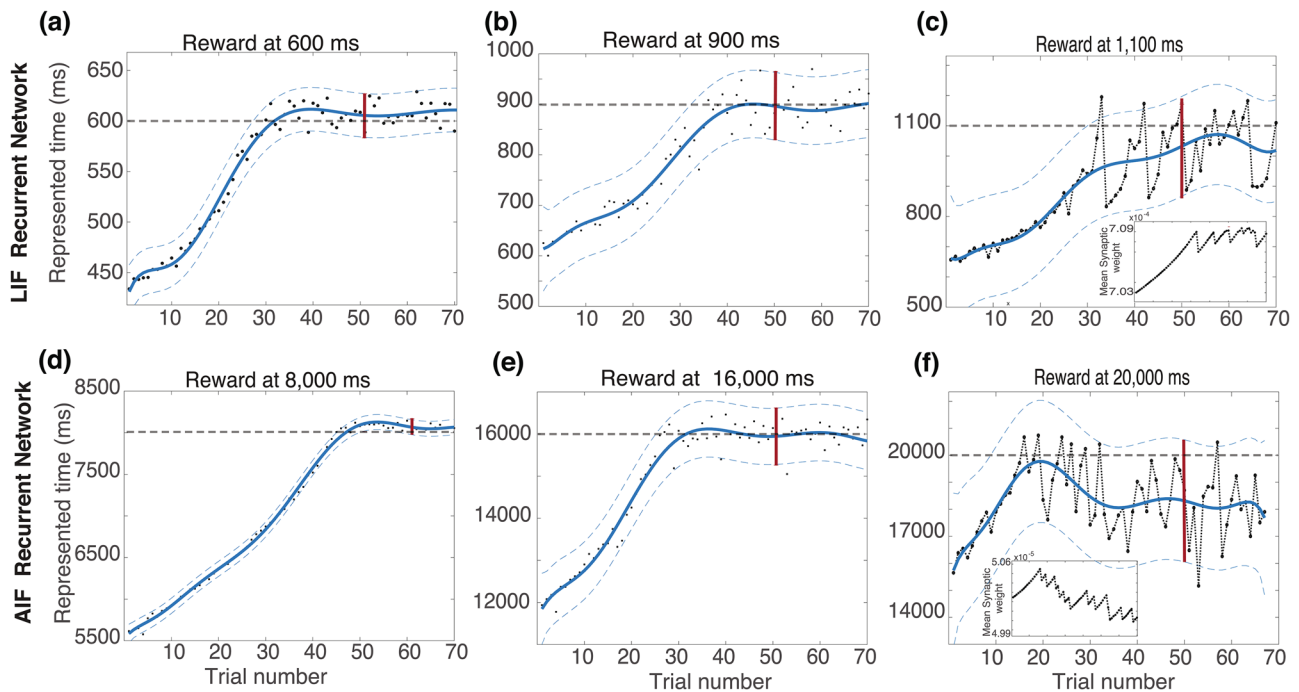 (a)
Reward at 600 ms
LIF Recurrent Network
Represented time (ms)
650
600
550
500
450
10 20 30 40 50 60 70
(b)
Reward at 900 ms
1000
900
800
700
600
500
10 20 30 40 50 60 70
(c)
Reward at 1,100 ms
1100
800
500
10 20 30 40 50 60 70
x10-4
7.09
7.03
Mean Synaptic
weight
(d)
Reward at 8,000 ms
AIF Recurrent Network
Represented time (ms)
8500
7500
6500
5500
10 20 30 40 50 60 70
Trial number
(e)
Reward at 16,000 ms
16000
14000
12000
10 20 30 40 50 60 70
Trial number
(f)
Reward at 20,000 ms
20000
17000
14000
10 20 30 40 50 60 70
Trial number
x10-5
5.06
4.99
Mean Synaptic
weight